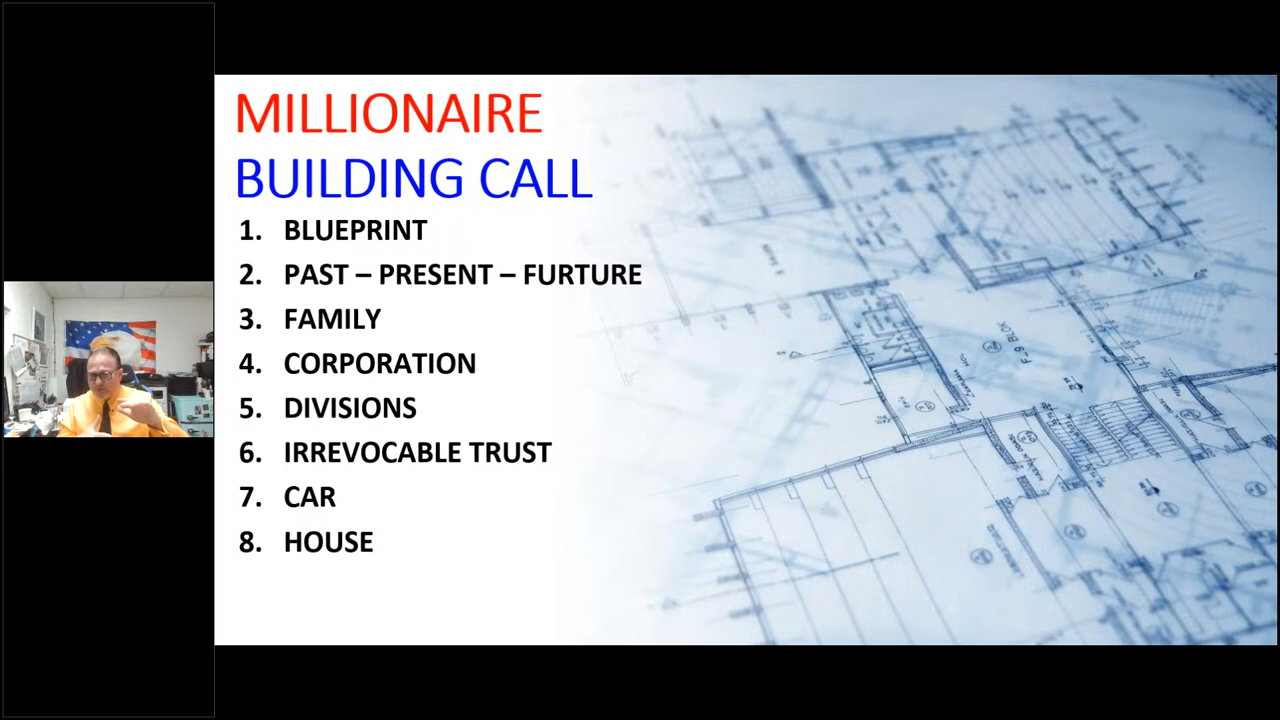 MILLIONAIRE
BUILDING CALL
1. BLUEPRINT
2. PAST – PRESENT – FURTURE
3. FAMILY
4. CORPORATION
5. DIVISIONS
6. IRREVOCABLE TRUST
7. CAR
8. HOUSE